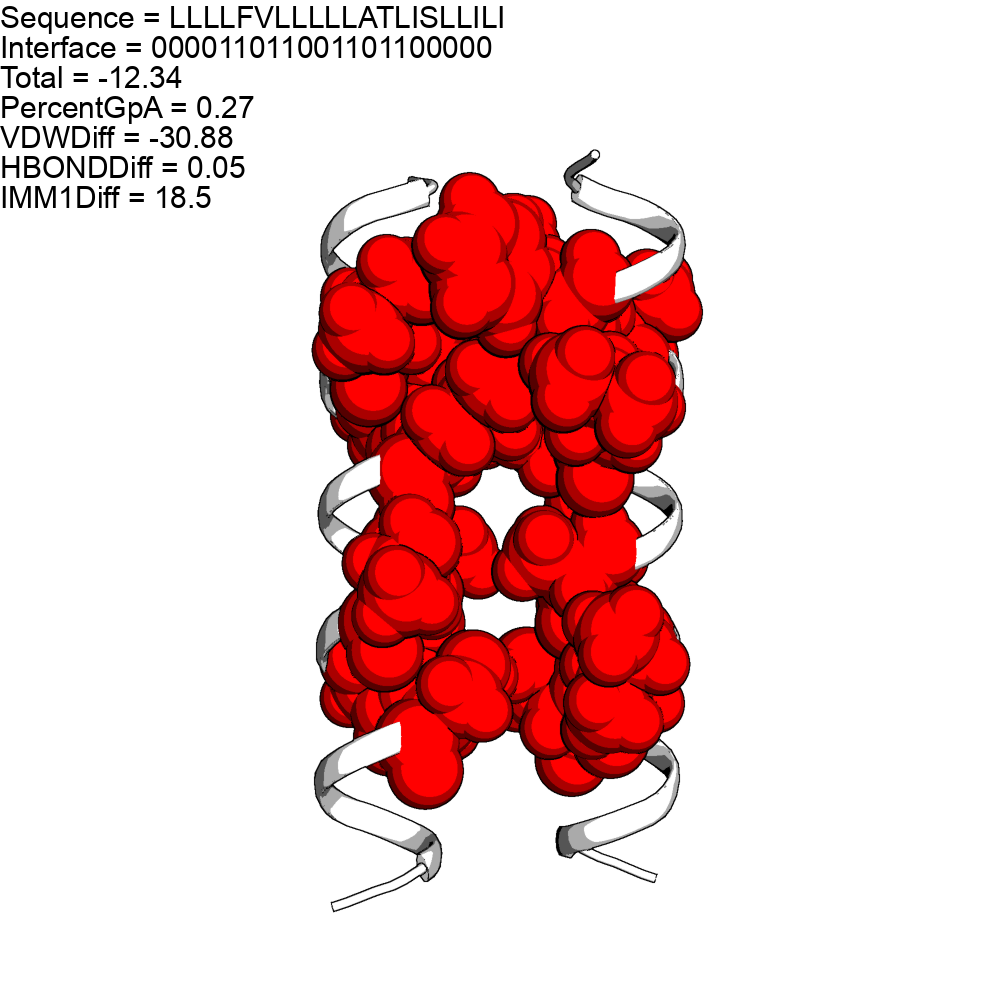 Sequence = LLLLFVLLLLLATLISLLILI
Interface = 000011011001101100000
Total = -12.34
PercentGpA = 0.27
VDWDiff = -30.88
HBONDDiff = 0.05
IMM1Diff = 18.5